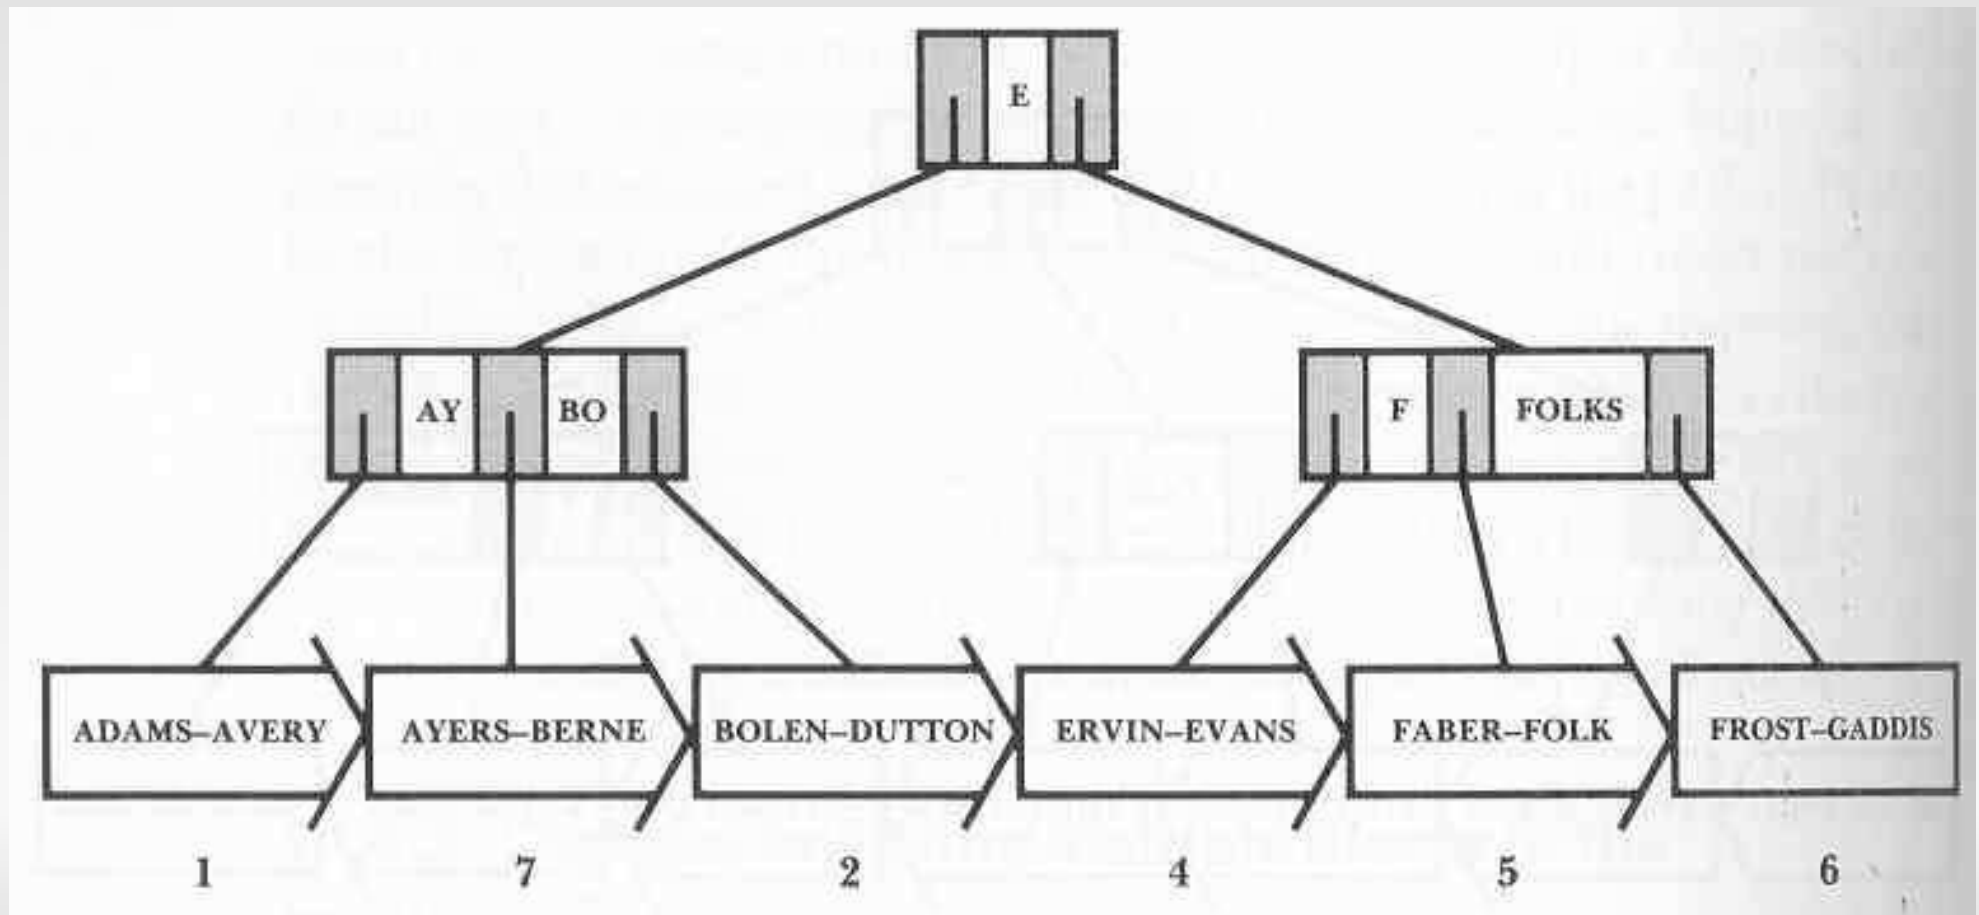 E
AY BO F FOLKS
ADAMS–AVERY AYERS–BERNE BOLEN–DUTTON ERVIN–EVANS FABER–FOLK FROST–GADDIS
1 7 2 4 5 6